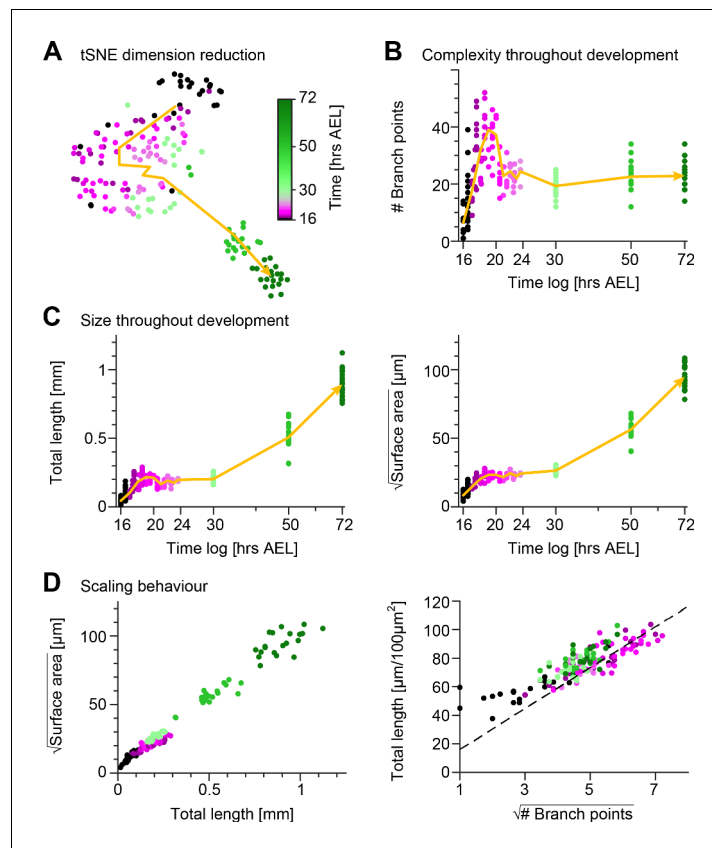 A tSNE dimension reduction
72
50
30
16
Time [hrs AEL]
B Complexity throughout development
# Branch points
40
20
0
16 20 24 30 50 72
Time log [hrs AEL]
C Size throughout development
Total length [mm]
1
0.5
0
16 20 24 30 50 72
Time log [hrs AEL]
√Surface area [µm]
100
50
0
16 20 24 30 50 72
Time log [hrs AEL]
D Scaling behaviour
√Surface area [µm]
100
50
0
0 0.5 1
Total length [mm]
Total length [µm/100µm²]
120
100
80
60
40
20
0
1 3 5 7
√# Branch points